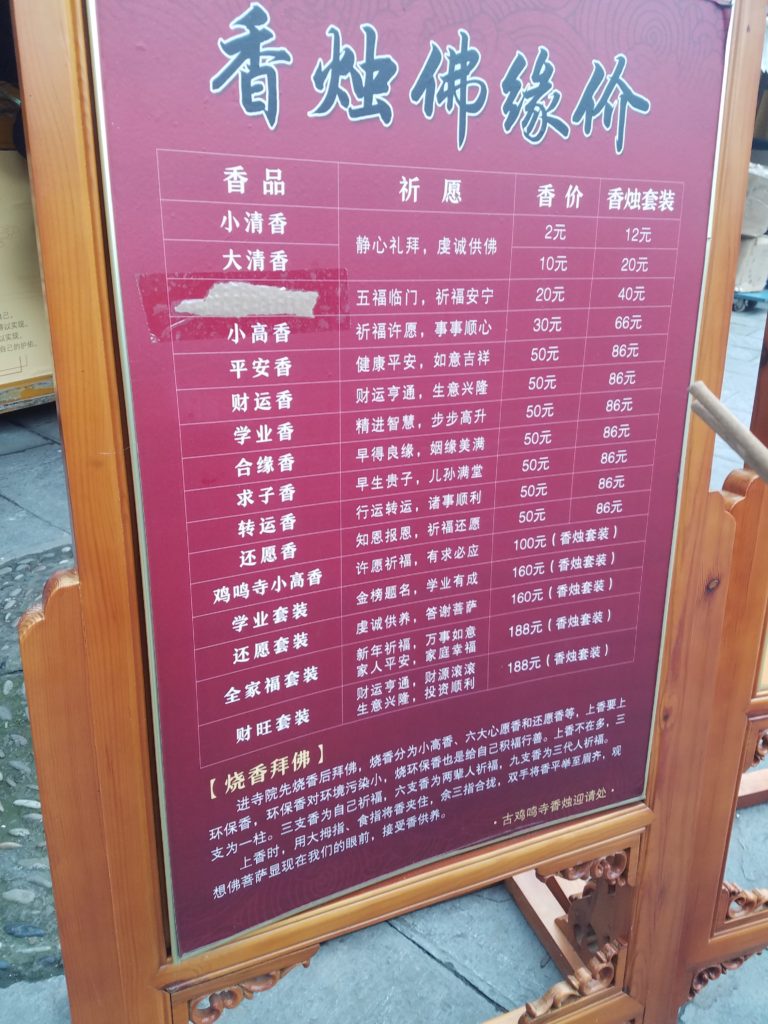 香烛佛缘价
香品 祈愿 香价 香烛套装
小清香 静心礼拜，虔诚供佛 2元 12元
大清香 10元 20元
五福临门，祈福安宁 20元 40元
小高香 祈福许愿，事事顺心 30元 66元
平安香 健康平安，如意吉祥 50元 86元
财运香 财运亨通，生意兴隆 50元 86元
学业香 精进智慧，步步高升 50元 86元
合缘香 早得良缘，姻缘美满 50元 86元
求子香 早生贵子，儿孙满堂 50元 86元
转运香 行运转运，诸事顺利 50元 86元
还愿香 知恩报恩，祈福还愿 50元 86元
鸡鸣寺小高香 许愿祈福，有求必应 100元（香烛套装）
学业套装 金榜题名，学业有成 160元（香烛套装）
还愿套装 虔诚供养，答谢菩萨 160元（香烛套装）
全家福套装 新年祈福，万事如意 188元（香烛套装）
家人平安，家庭幸福
财旺套装 财运亨通，财源滚滚 188元（香烛套装）
生意兴隆，投资顺利
【烧香拜佛】
进寺院先烧香后拜佛，烧香分为小高香、六大心愿香和还愿香等，上香要上
环保香，环保香对环境污染小，烧环保香也是给自己积福行善。上香不在多，三
支为一柱。三支香为自己祈福，六支香为两辈人祈福，九支香为三代人祈福。
上香时，用大拇指、食指将香夹住，余三指合拢，双手将香平举至眉齐，观
想佛菩萨显现在我们的眼前，接受香供养。
·古鸡鸣寺香烛迎请处·